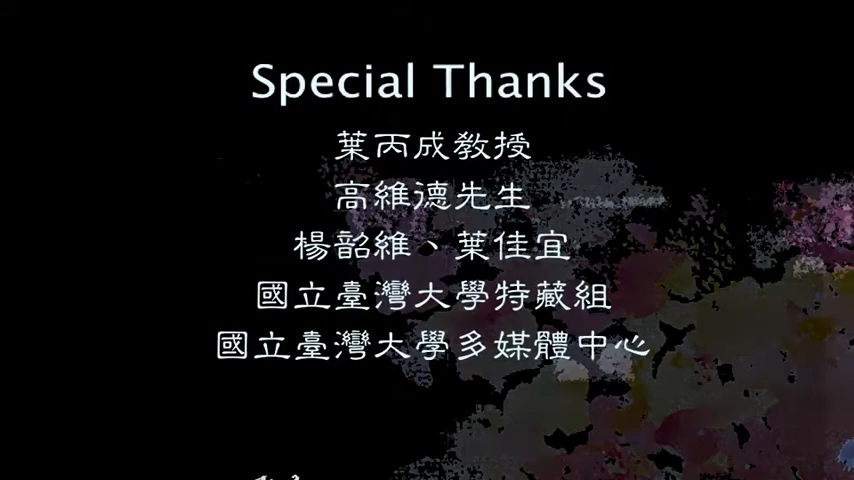 Special Thanks
葉丙成教授
高維德先生
楊韶維、葉佳宜
國立臺灣大學特藏組
國立臺灣大學多媒體中心